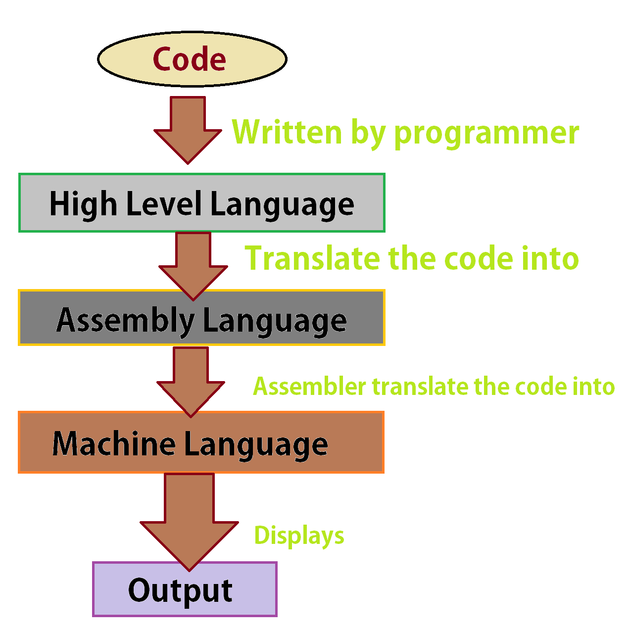 Code
Written by programmer
High Level Language
Translate the code into
Assembly Language
Assembler translate the code into
Machine Language
Displays
Output